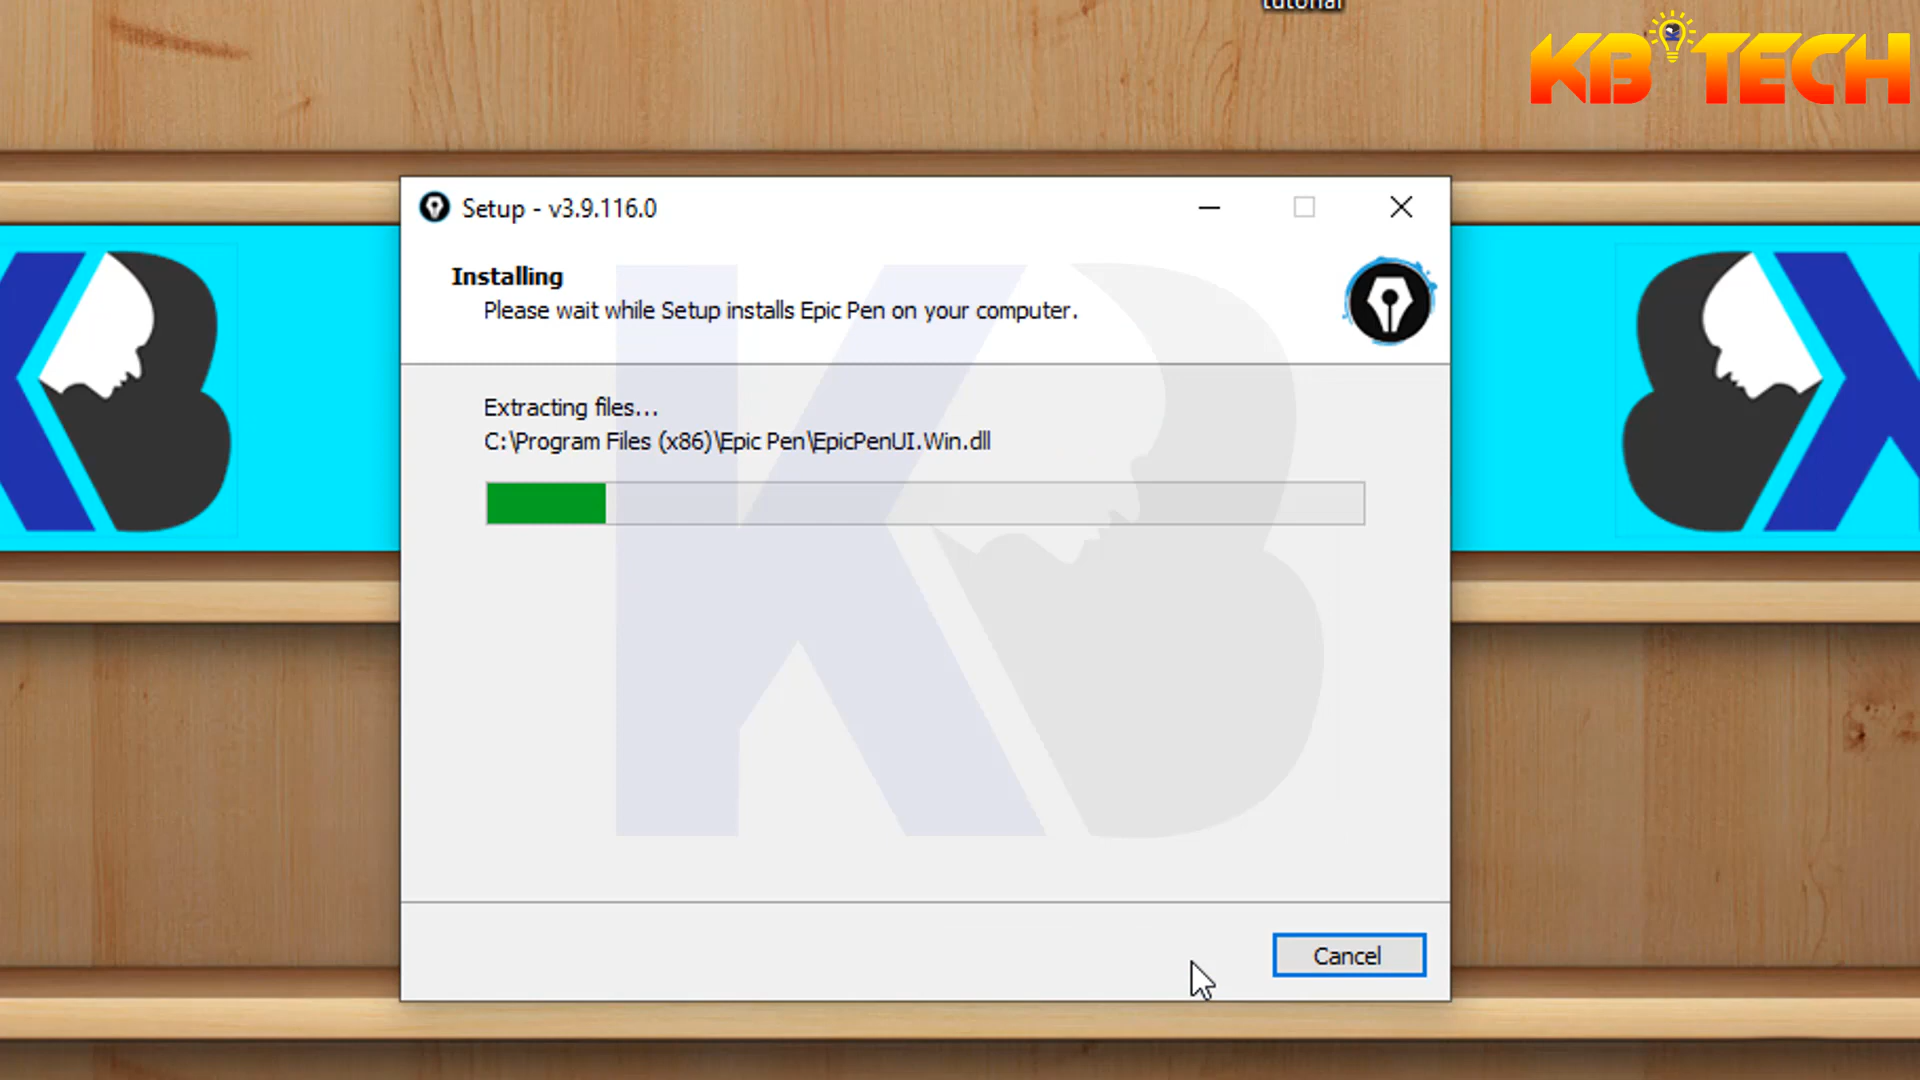 tutorial
KB TECH
Setup - v3.9.116.0
Installing
Please wait while Setup installs Epic Pen on your computer.
Extracting files...
C:\Program Files (x86)\Epic Pen\EpicPenUI.Win.dll
Cancel